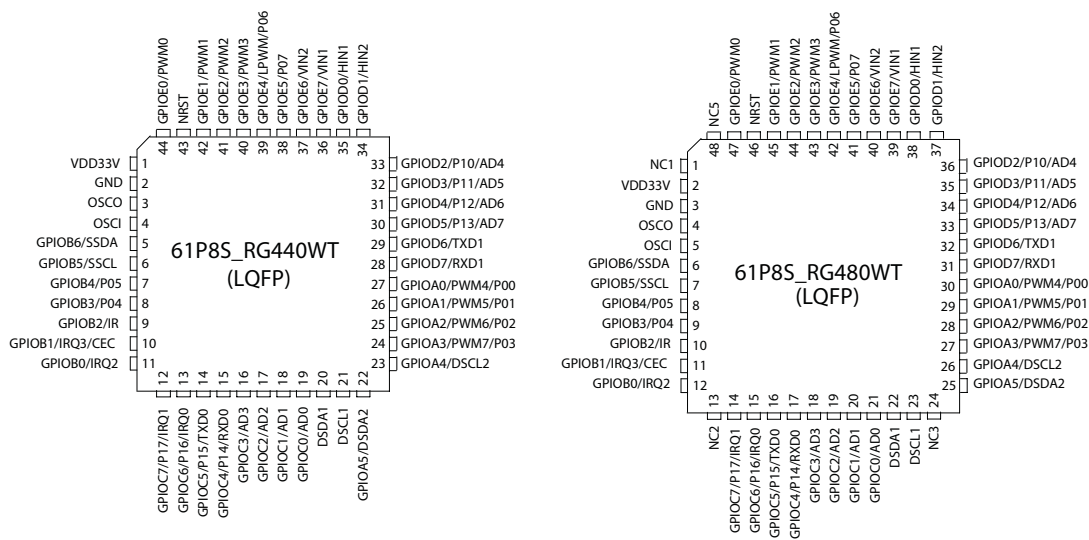 GPIOE0/PWM0
NRST
GPIOE1/PWM1
GPIOE2/PWM2
GPIOE3/PWM3
GPIOE4/LPWM/P06
GPIOE5/P07
GPIOE6/VIN2
GPIOE7/VIN1
GPIOD0/HIN1
GPIOD1/HIN2
44 43 42 41 40 39 38 37 36 35 34
VDD33V 1
GND 2
OSCO 3
OSCI 4
GPIOB6/SSDA 5
GPIOB5/SSCL 6
GPIOB4/P05 7
GPIOB3/P04 8
GPIOB2/IR 9
GPIOB1/IRQ3/CEC 10
GPIOB0/IRQ2 11
61P8S_RG440WT
(LQFP)
33 GPIOD2/P10/AD4
32 GPIOD3/P11/AD5
31 GPIOD4/P12/AD6
30 GPIOD5/P13/AD7
29 GPIOD6/TXD1
28 GPIOD7/RXD1
27 GPIOA0/PWM4/P00
26 GPIOA1/PWM5/P01
25 GPIOA2/PWM6/P02
24 GPIOA3/PWM7/P03
23 GPIOA4/DSCL2
12 13 14 15 16 17 18 19 20 21 22
GPIOC7/P17/IRQ1
GPIOC6/P16/IRQ0
GPIOC5/P15/TXD0
GPIOC4/P14/RXD0
GPIOC3/AD3
GPIOC2/AD2
GPIOC1/AD1
GPIOC0/AD0
DSDA1
DSCL1
GPIOA5/DSDA2
NC5
GPIOE0/PWM0
NRST
GPIOE1/PWM1
GPIOE2/PWM2
GPIOE3/PWM3
GPIOE4/LPWM/P06
GPIOE5/P07
GPIOE6/VIN2
GPIOE7/VIN1
GPIOD0/HIN1
GPIOD1/HIN2
48 47 46 45 44 43 42 41 40 39 38 37
NC1 1
VDD33V 2
GND 3
OSCO 4
OSCI 5
GPIOB6/SSDA 6
GPIOB5/SSCL 7
GPIOB4/P05 8
GPIOB3/P04 9
GPIOB2/IR 10
GPIOB1/IRQ3/CEC 11
GPIOB0/IRQ2 12
61P8S_RG480WT
(LQFP)
36 GPIOD2/P10/AD4
35 GPIOD3/P11/AD5
34 GPIOD4/P12/AD6
33 GPIOD5/P13/AD7
32 GPIOD6/TXD1
31 GPIOD7/RXD1
30 GPIOA0/PWM4/P00
29 GPIOA1/PWM5/P01
28 GPIOA2/PWM6/P02
27 GPIOA3/PWM7/P03
26 GPIOA4/DSCL2
25 GPIOA5/DSDA2
13 14 15 16 17 18 19 20 21 22 23 24
NC2
GPIOC7/P17/IRQ1
GPIOC6/P16/IRQ0
GPIOC5/P15/TXD0
GPIOC4/P14/RXD0
GPIOC3/AD3
GPIOC2/AD2
GPIOC1/AD1
GPIOC0/AD0
DSDA1
DSCL1
NC3